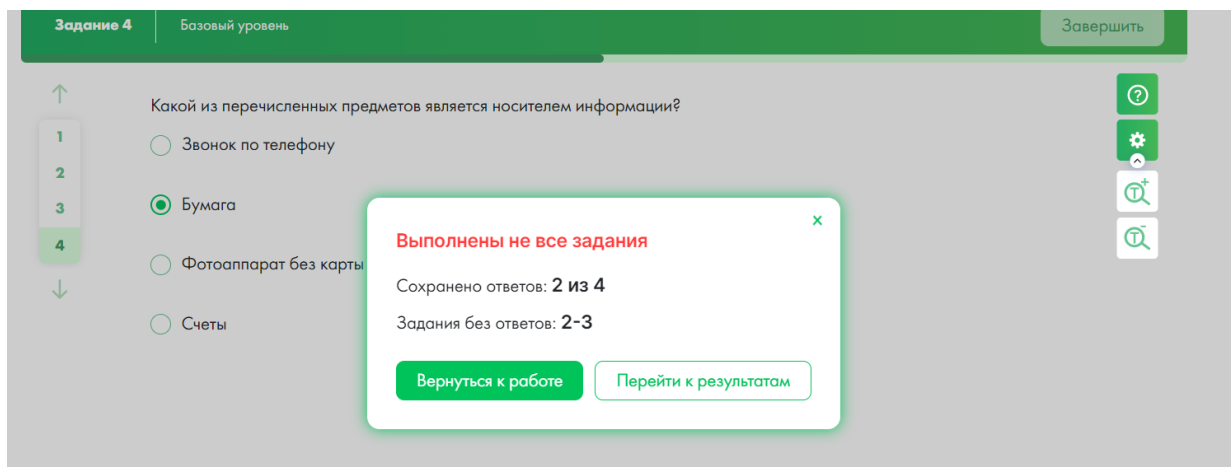 Задание 4 Базовый уровень Завершить
Какой из перечисленных предметов является носителем информации?
1
2
3
4
Звонок по телефону
Бумага
Фотоаппарат без карты
Счеты
x
Выполнены не все задания
Сохранено ответов: 2 из 4
Задания без ответов: 2-3
Вернуться к работе Перейти к результатам